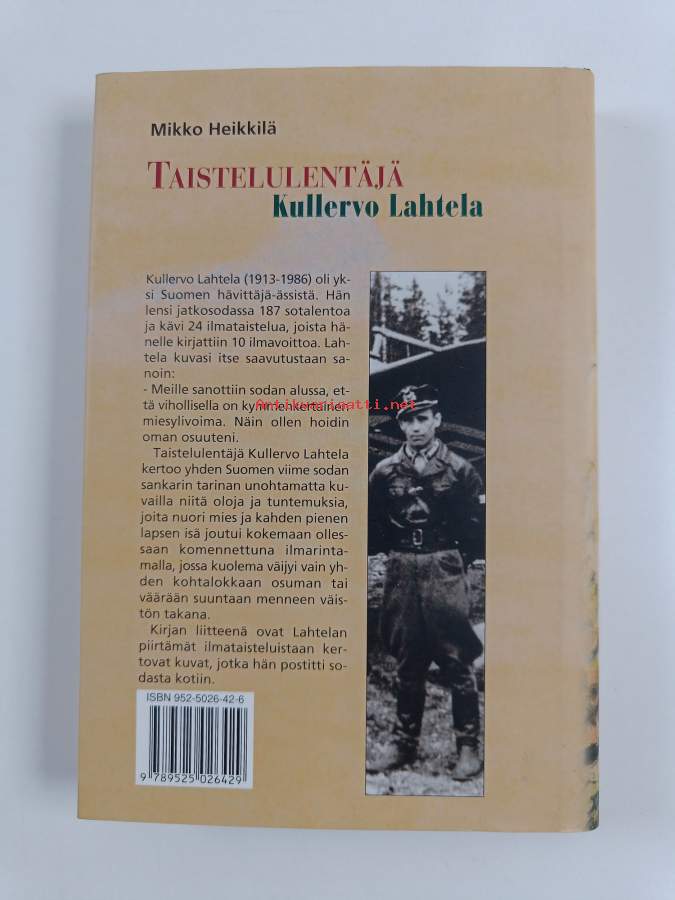 Mikko Heikkilä
TAISTELULENTÄJÄ
Kullervo Lahtela
Kullervo Lahtela (1913-1986) oli yk-
si Suomen hävittäjä-ässistä. Hän
lensi jatkosodassa 187 sotalentoa
ja kävi 24 ilmataistelua, joista hä-
nelle kirjattiin 10 ilmavoittoa. Lah-
tela kuvasi itse saavutustaan sa-
noin:
- Meille sanottiin sodan alussa, et-
tä vihollisella on kymmenkertainen
miesylivoima. Näin ollen hoidin
oman osuuteni.
Taistelulentäjä Kullervo Lahtela
kertoo yhden Suomen viime sodan
sankarin tarinan unohtamatta ku-
vailla niitä oloja ja tuntemuksia,
joita nuori mies ja kahden pienen
lapsen isä joutui kokemaan olles-
saan komennettuna ilmarinta-
malla, jossa kuolema väijyi vain yh-
den kohtalokkaan osuman tai
väärään suuntaan menneen väis-
tön takana.
Kirjan liitteenä ovat Lahtelan
piirtämät ilmataisteluistaan ker-
tovat kuvat, jotka hän postitti so-
dasta kotiin.
ISBN 952-5026-42-6
9 789525 026429
Antikvariaatti.net